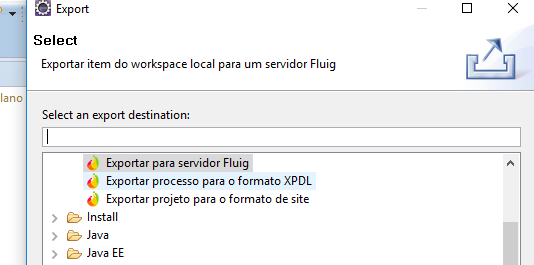 Export
Select
Exportar item do workspace local para um servidor Fluig
lano
Select an export destination:
Exportar para servidor Fluig
Exportar processo para o formato XPDL
Exportar projeto para o formato de site
Install
Java
Java EE